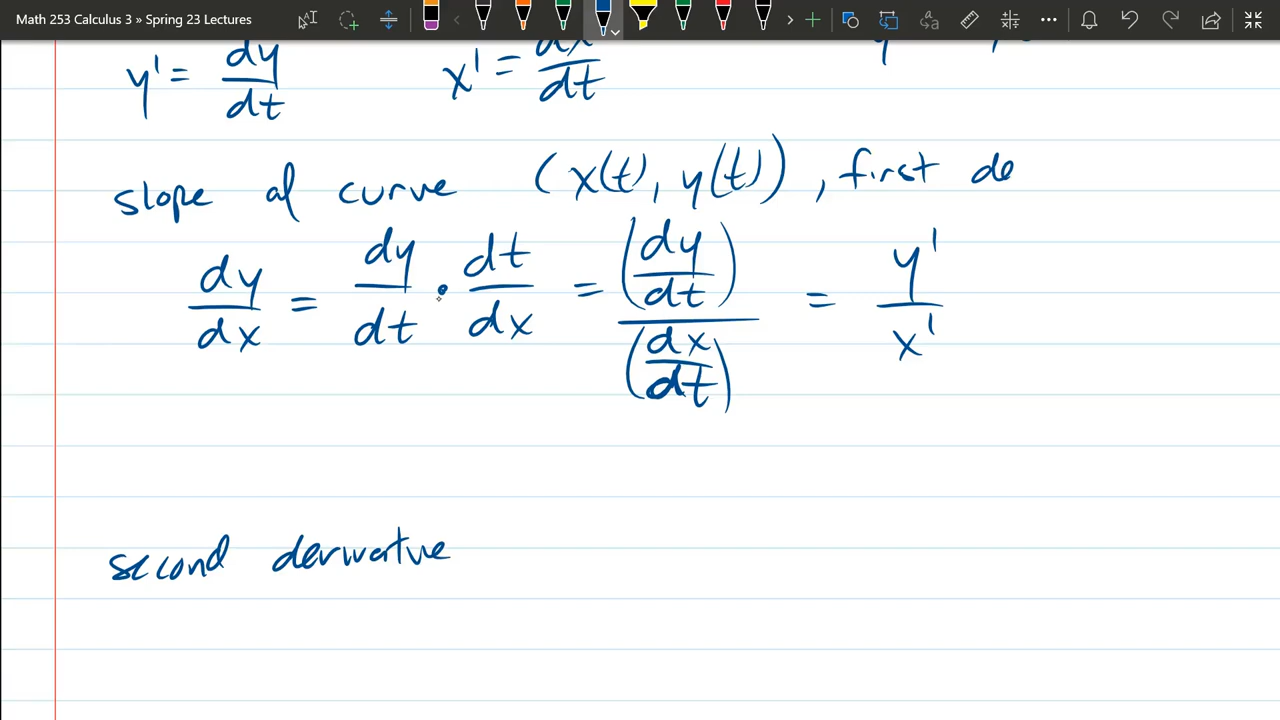 Math 253 Calculus 3 » Spring 23 Lectures
y' = dy/dt x' = dx/dt
slope of curve (x(t), y(t)), first de
dy/dx = dy/dt · dt/dx = (dy/dt)/(dx/dt) = y'/x'
second derivative